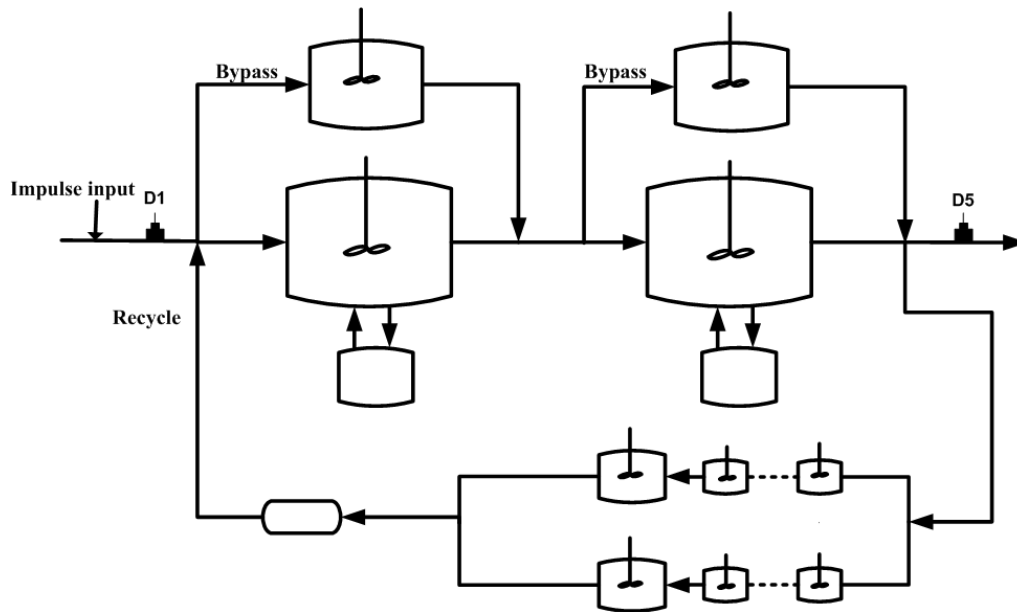 Bypass
Bypass
Impulse input
D1
D5
Recycle